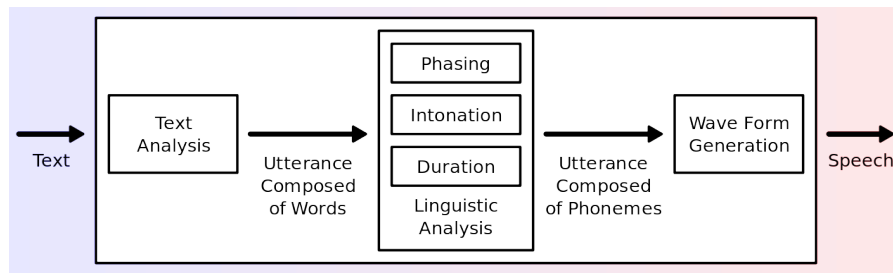 Text
Text
Analysis
Utterance
Composed
of Words
Phasing
Intonation
Duration
Linguistic
Analysis
Utterance
Composed
of Phonemes
Wave Form
Generation
Speech